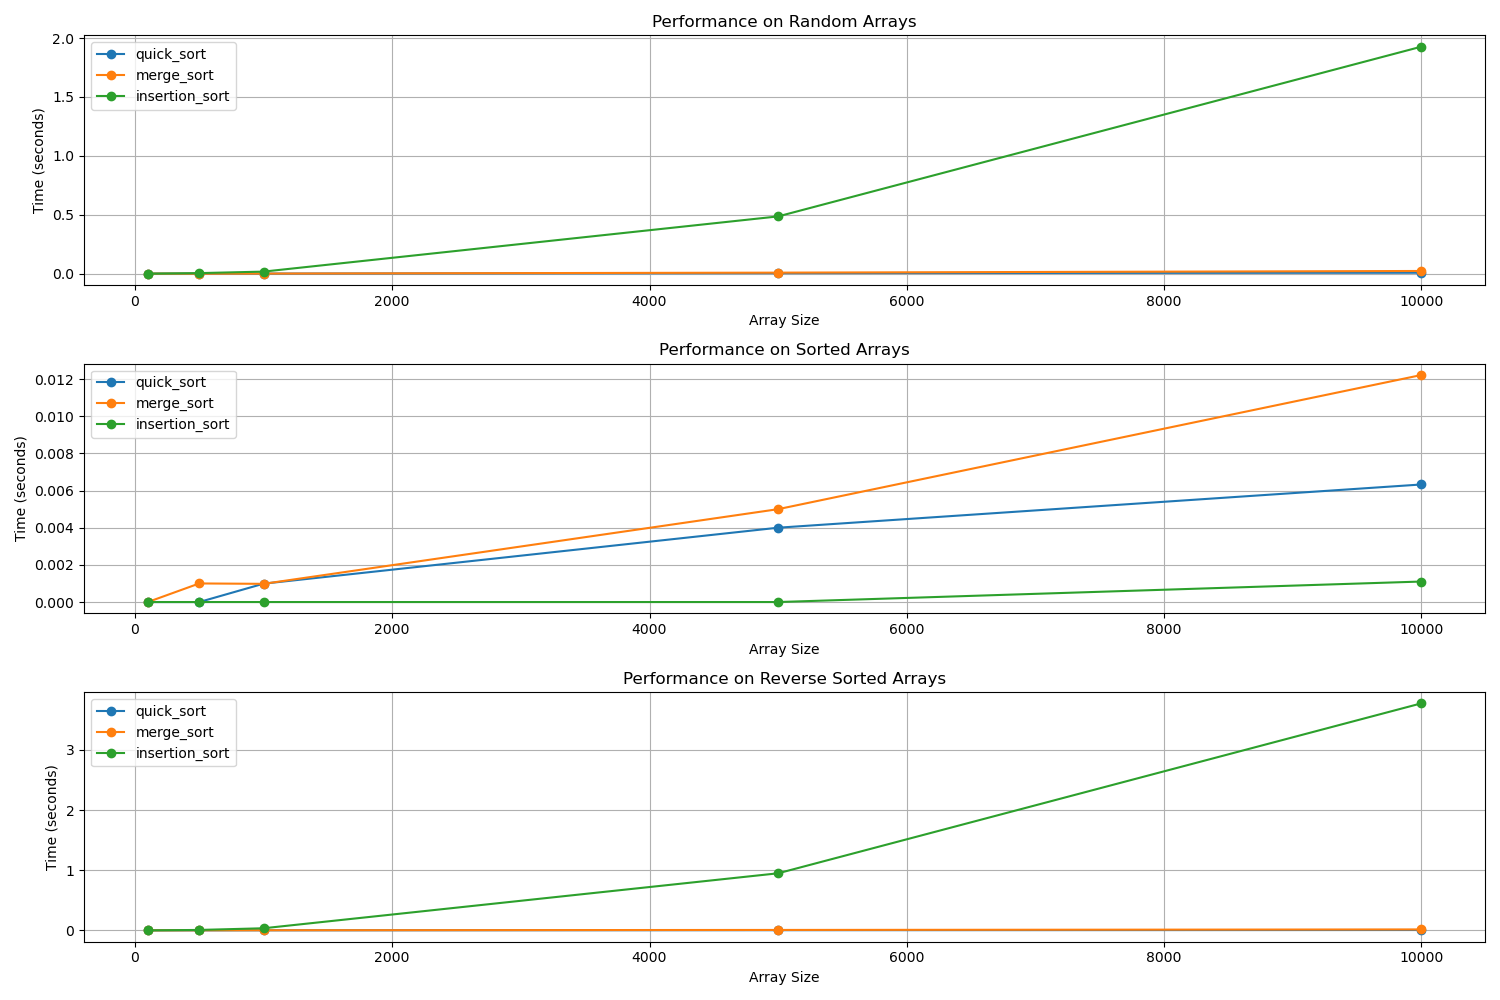 Performance on Random Arrays
quick_sort
merge_sort
insertion_sort
Time (seconds)
2.0
1.5
1.0
0.5
0.0
0 2000 4000 6000 8000 10000
Array Size
Performance on Sorted Arrays
quick_sort
merge_sort
insertion_sort
Time (seconds)
0.012
0.010
0.008
0.006
0.004
0.002
0.000
0 2000 4000 6000 8000 10000
Array Size
Performance on Reverse Sorted Arrays
quick_sort
merge_sort
insertion_sort
Time (seconds)
3
2
1
0
0 2000 4000 6000 8000 10000
Array Size